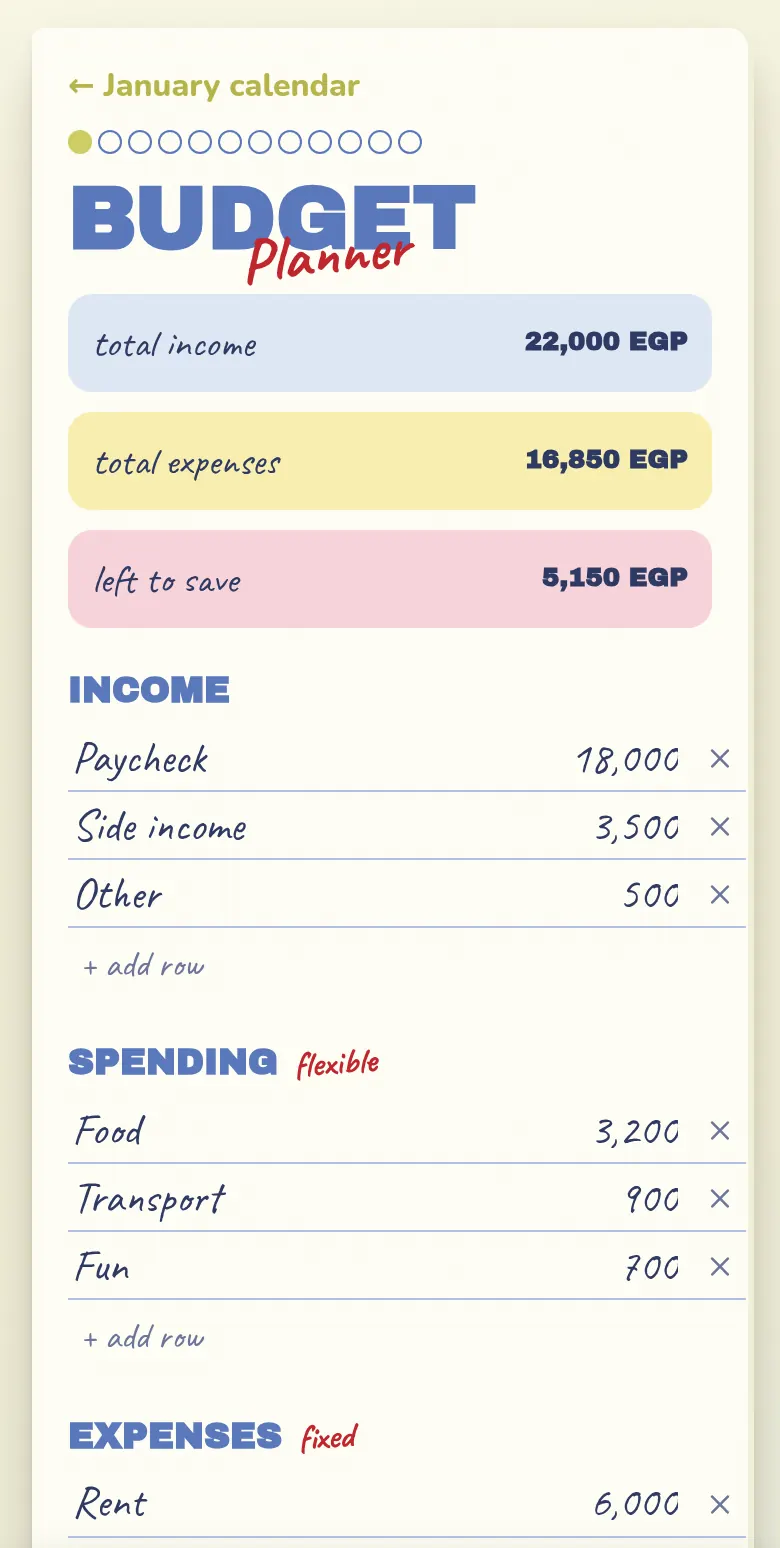 ← January calendar
BUDGET
Planner
total income 22,000 EGP
total expenses 16,850 EGP
left to save 5,150 EGP
INCOME
Paycheck 18,000 ×
Side income 3,500 ×
Other 500 ×
+ add row
SPENDING flexible
Food 3,200 ×
Transport 900 ×
Fun 700 ×
+ add row
EXPENSES fixed
Rent 6,000 ×